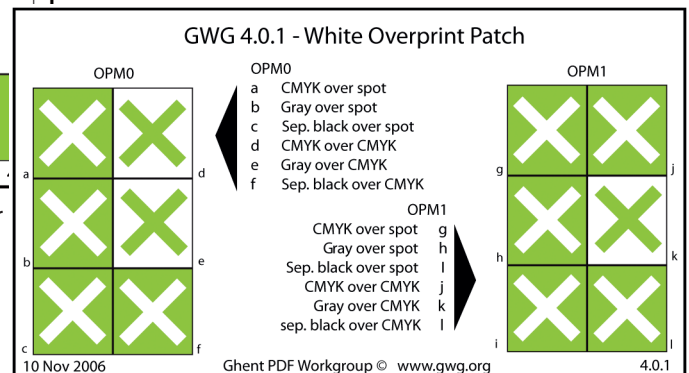 GWG 4.0.1 - White Overprint Patch
OPM0
a
d
b
e
c
f
OPM0
a CMYK over spot
b Gray over spot
c Sep. black over spot
d CMYK over CMYK
e Gray over CMYK
f Sep. black over CMYK
OPM1
CMYK over spot g
Gray over spot h
Sep. black over spot I
CMYK over CMYK j
Gray over CMYK k
sep. black over CMYK l
OPM1
g
j
h
k
i
l
10 Nov 2006
Ghent PDF Workgroup © www.gwg.org
4.0.1